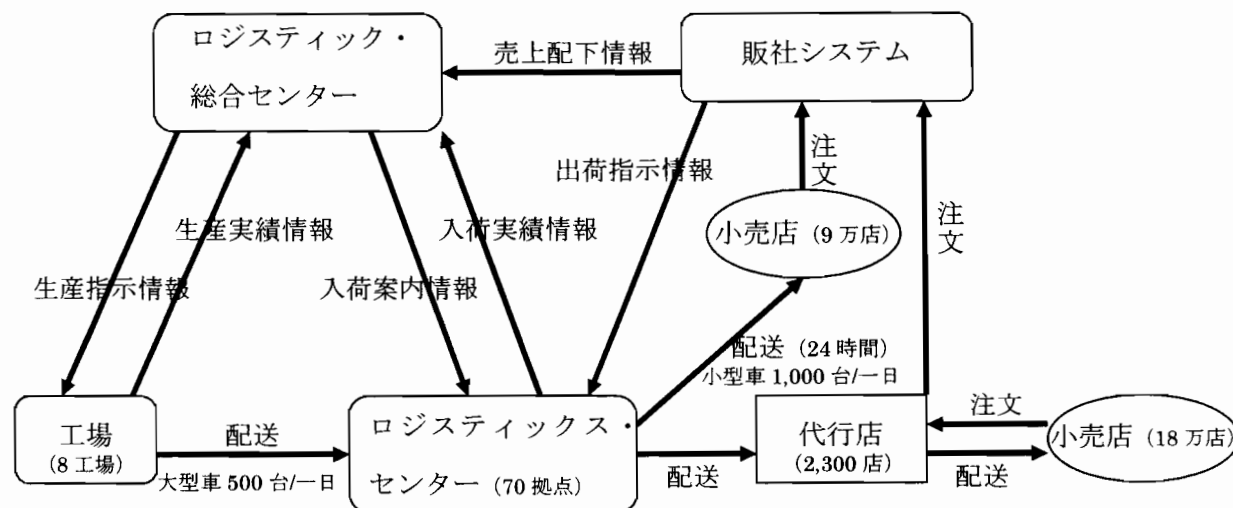 ロジスティック・
総合センター
売上配下情報
販社システム
出荷指示情報
注文
注文
小売店（9 万店）
生産実績情報
入荷実績情報
生産指示情報
入荷案内情報
配送（24 時間）
小型車 1,000 台/一日
工場
（8 工場）
配送
大型車 500 台/一日
ロジスティックス・
センター（70 拠点）
配送
代行店
（2,300 店）
注文
配送
小売店（18 万店）